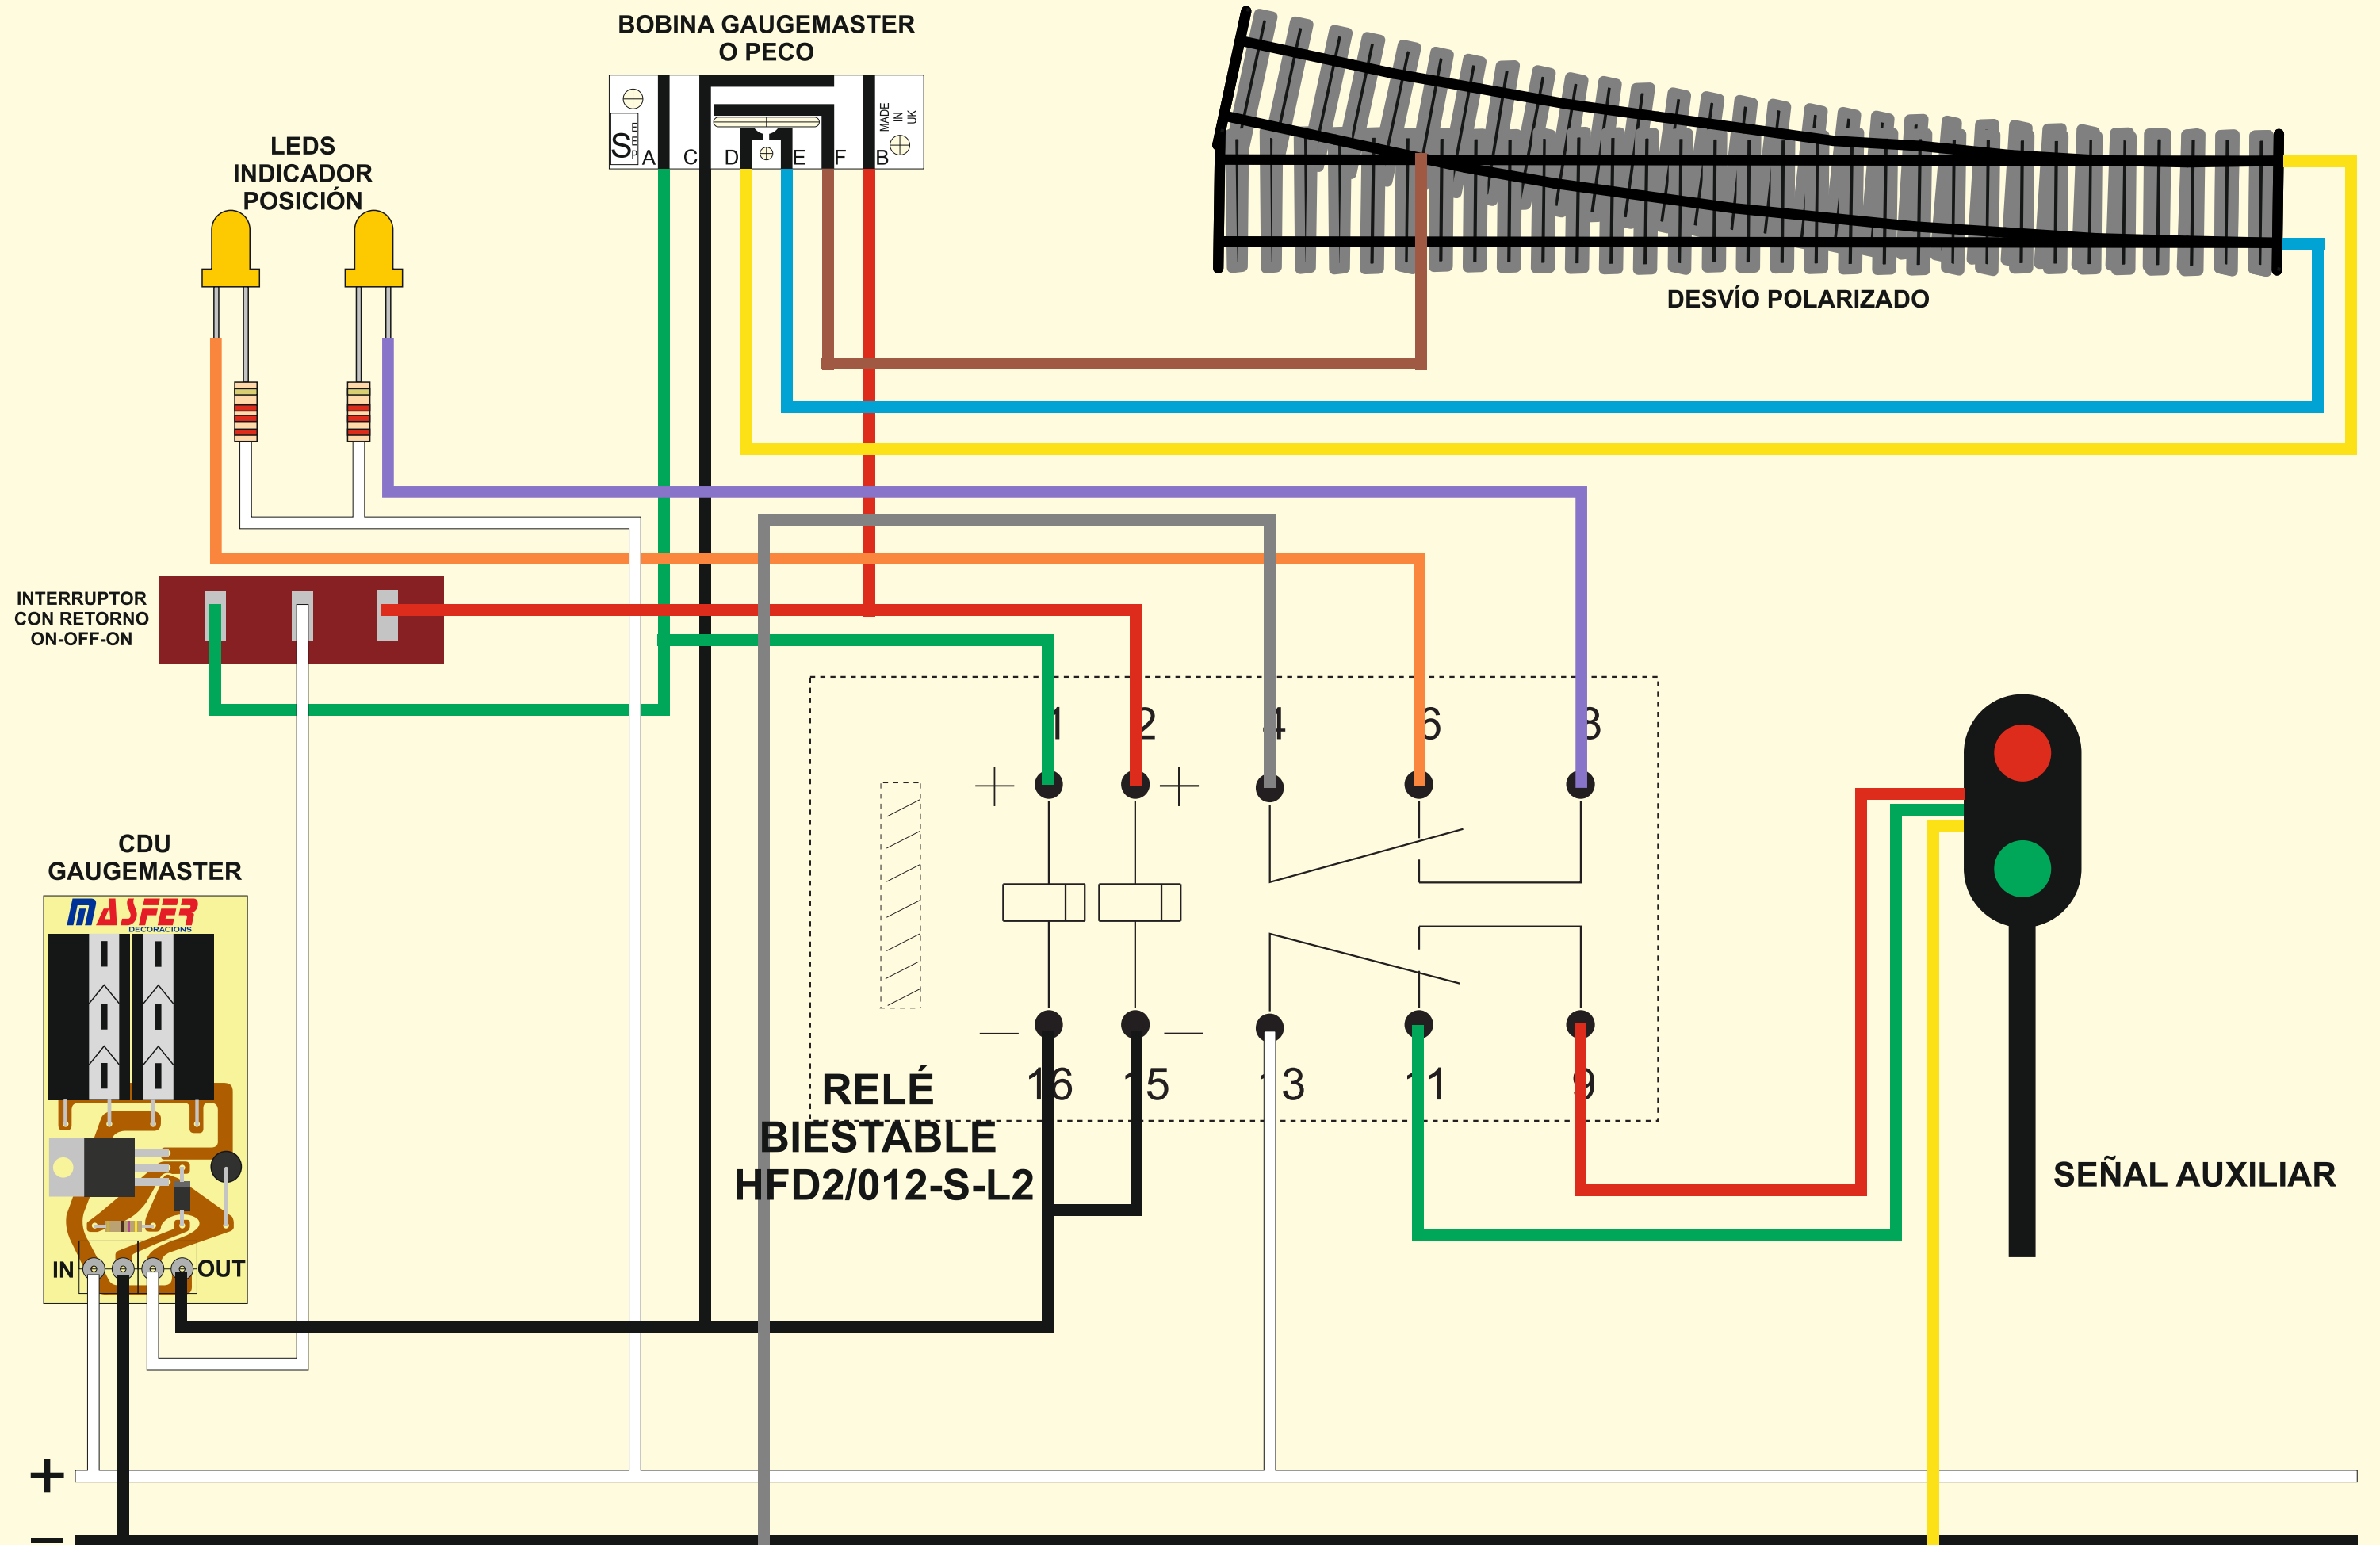 BOBINA GAUGEMASTER
O PECO
SEEP
MADE
IN
UK
A
C
D
E
F
B
LEDS
INDICADOR
POSICIÓN
DESVÍO POLARIZADO
INTERRUPTOR
CON RETORNO
ON-OFF-ON
1
2
4
6
8
+
+
CDU
GAUGEMASTER
MASFER
DECORACIONS
IN
OUT
—
—
16
15
13
11
9
RELÉ
BIESTABLE
HFD2/012-S-L2
SEÑAL AUXILIAR
+
−